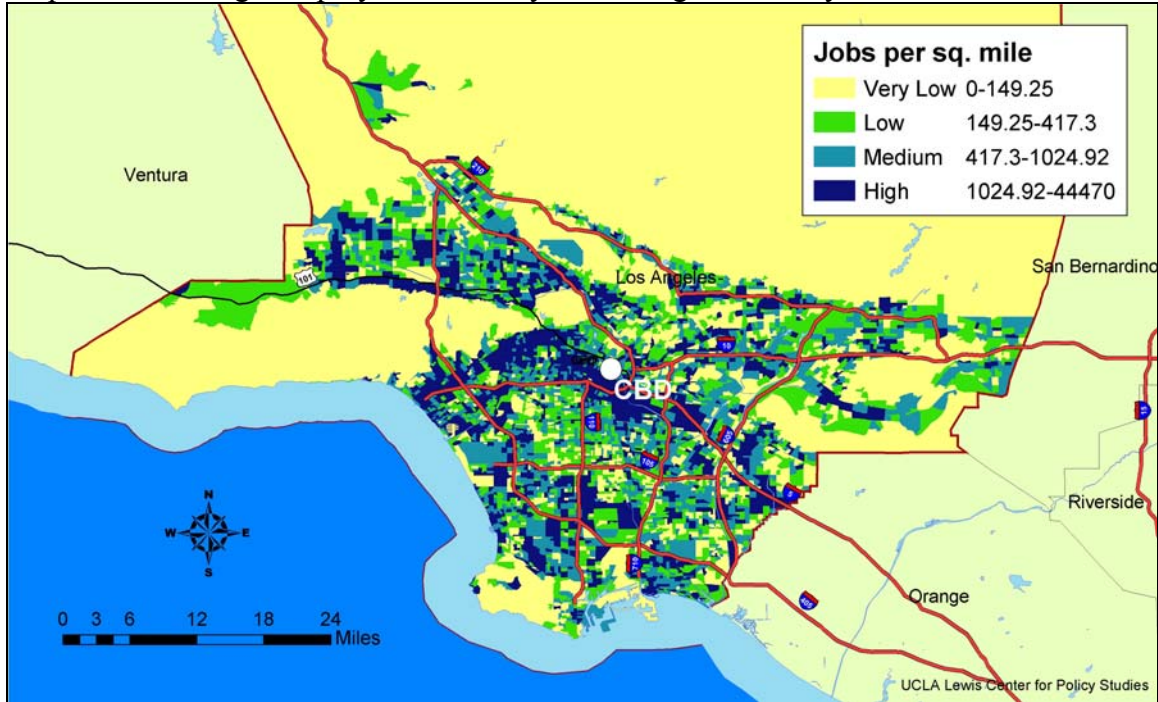 Jobs per sq. mile
Very Low 0-149.25
Low 149.25-417.3
Medium 417.3-1024.92
High 1024.92-44470
Ventura
210
Los Angeles
San Bernardino
101
10
CBD
15
605
105
5
Riverside
N
W E
S
710
405
Orange
0 3 6 12 18 24
Miles
UCLA Lewis Center for Policy Studies